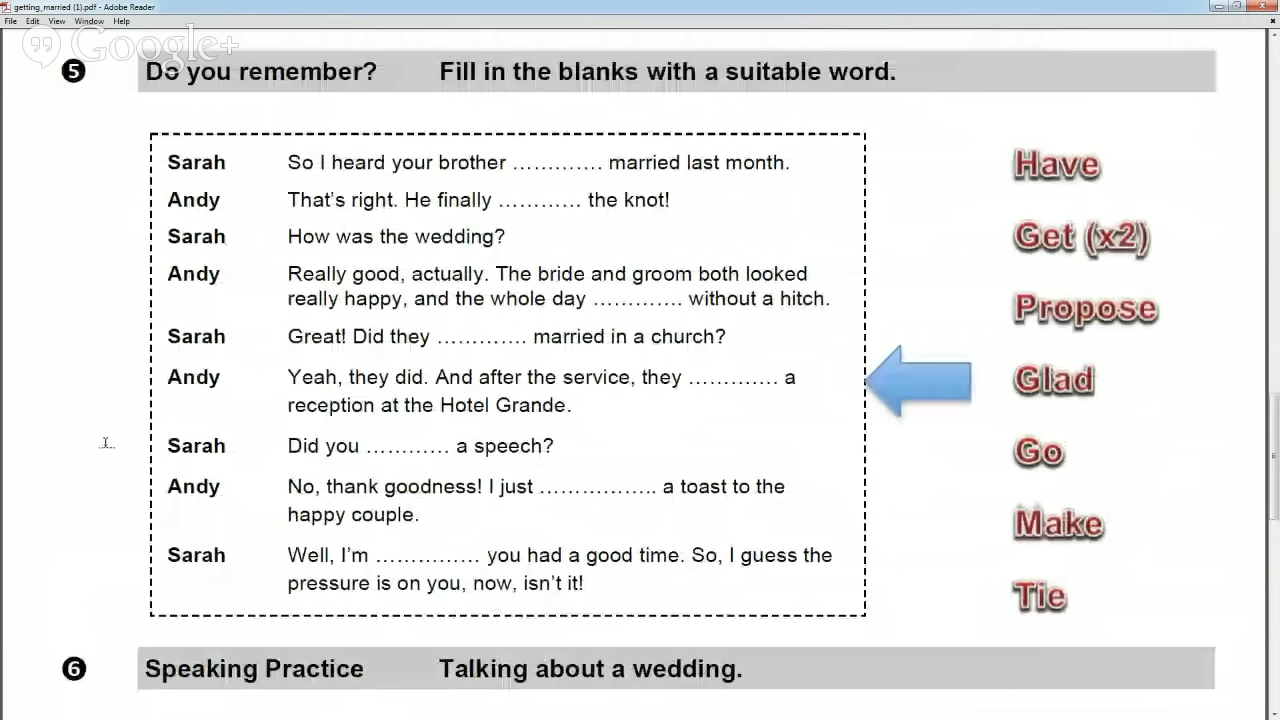 getting_married (1).pdf - Adobe Reader
File Edit View Window Help
Google+
5 Do you remember? Fill in the blanks with a suitable word.
Sarah So I heard your brother …………. married last month.
Andy That's right. He finally ………… the knot!
Sarah How was the wedding?
Andy Really good, actually. The bride and groom both looked
really happy, and the whole day …………. without a hitch.
Sarah Great! Did they …………. married in a church?
Andy Yeah, they did. And after the service, they …………. a
reception at the Hotel Grande.
Sarah Did you ………… a speech?
Andy No, thank goodness! I just …………….. a toast to the
happy couple.
Sarah Well, I'm …………… you had a good time. So, I guess the
pressure is on you, now, isn't it!
Have
Get (x2)
Propose
Glad
Go
Make
Tie
6 Speaking Practice Talking about a wedding.